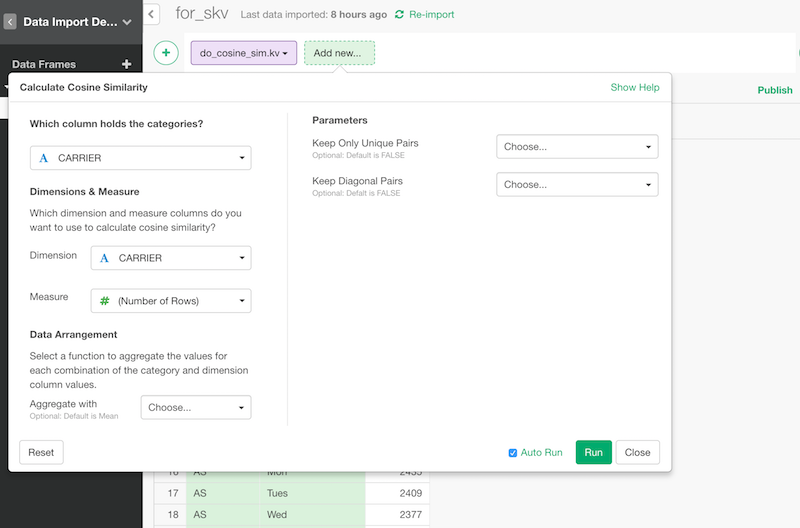 Data Import De...
for_skv
Last data imported: 8 hours ago
Re-import
Data Frames
do_cosine_sim.kv
Add new...
Publish
Calculate Cosine Similarity
Show Help
Which column holds the categories?
A CARRIER
Dimensions & Measure
Which dimension and measure columns do you
want to use to calculate cosine similarity?
Dimension
A CARRIER
Measure
# (Number of Rows)
Data Arrangement
Select a function to aggregate the values for
each combination of the category and dimension
column values.
Aggregate with
Optional: Default is Mean
Choose...
Parameters
Keep Only Unique Pairs
Optional: Default is FALSE
Choose...
Keep Diagonal Pairs
Optional: Defalt is FALSE
Choose...
Reset
Auto Run
Run
Close
16 AS Mon
17 AS Tues 2409
18 AS Wed 2377